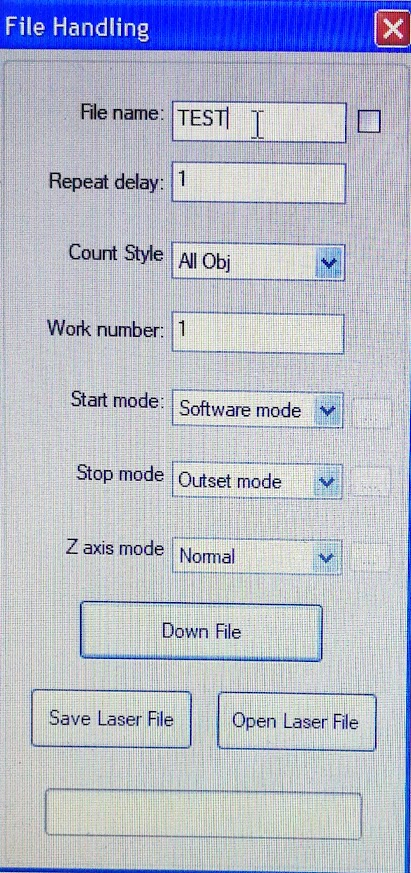 File Handling
File name: TEST
Repeat delay: 1
Count Style All Obj
Work number: 1
Start mode: Software mode ...
Stop mode Outset mode ...
Z axis mode Normal ...
Down File
Save Laser File Open Laser File